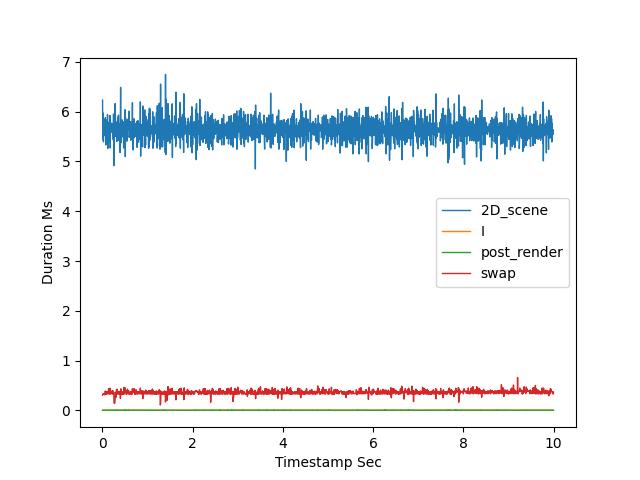 7
6
5
4
3
2
1
0
Duration Ms
2D_scene
I
post_render
swap
0 2 4 6 8 10
Timestamp Sec